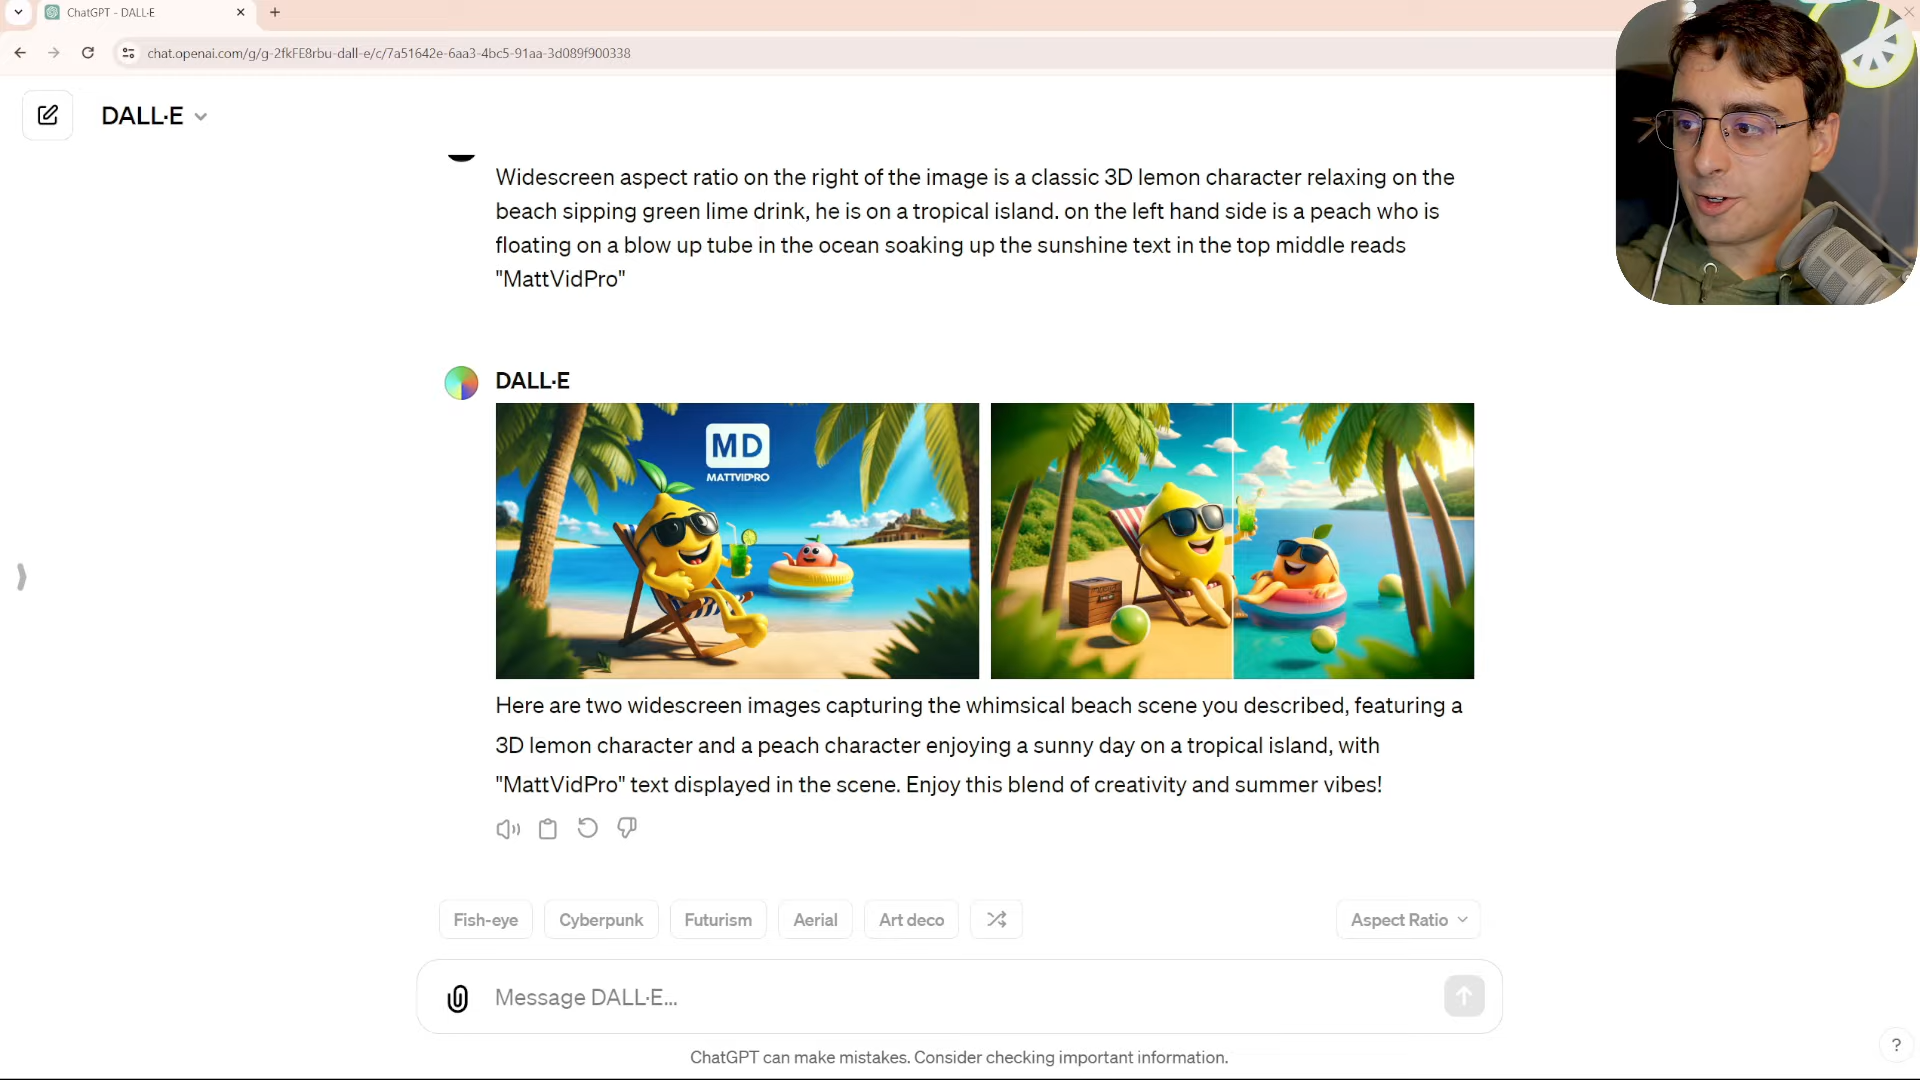 ChatGPT - DALL·E
chat.openai.com/g/g-2fkFE8rbu-dall-e/c/7a51642e-6aa3-4bc5-91aa-3d089f900338
DALL·E
Widescreen aspect ratio on the right of the image is a classic 3D lemon character relaxing on the
beach sipping green lime drink, he is on a tropical island. on the left hand side is a peach who is
floating on a blow up tube in the ocean soaking up the sunshine text in the top middle reads
"MattVidPro"
DALL·E
MD
MATTVIDPRO
Here are two widescreen images capturing the whimsical beach scene you described, featuring a
3D lemon character and a peach character enjoying a sunny day on a tropical island, with
"MattVidPro" text displayed in the scene. Enjoy this blend of creativity and summer vibes!
Fish-eye
Cyberpunk
Futurism
Aerial
Art deco
Aspect Ratio
Message DALL·E...
ChatGPT can make mistakes. Consider checking important information.
?